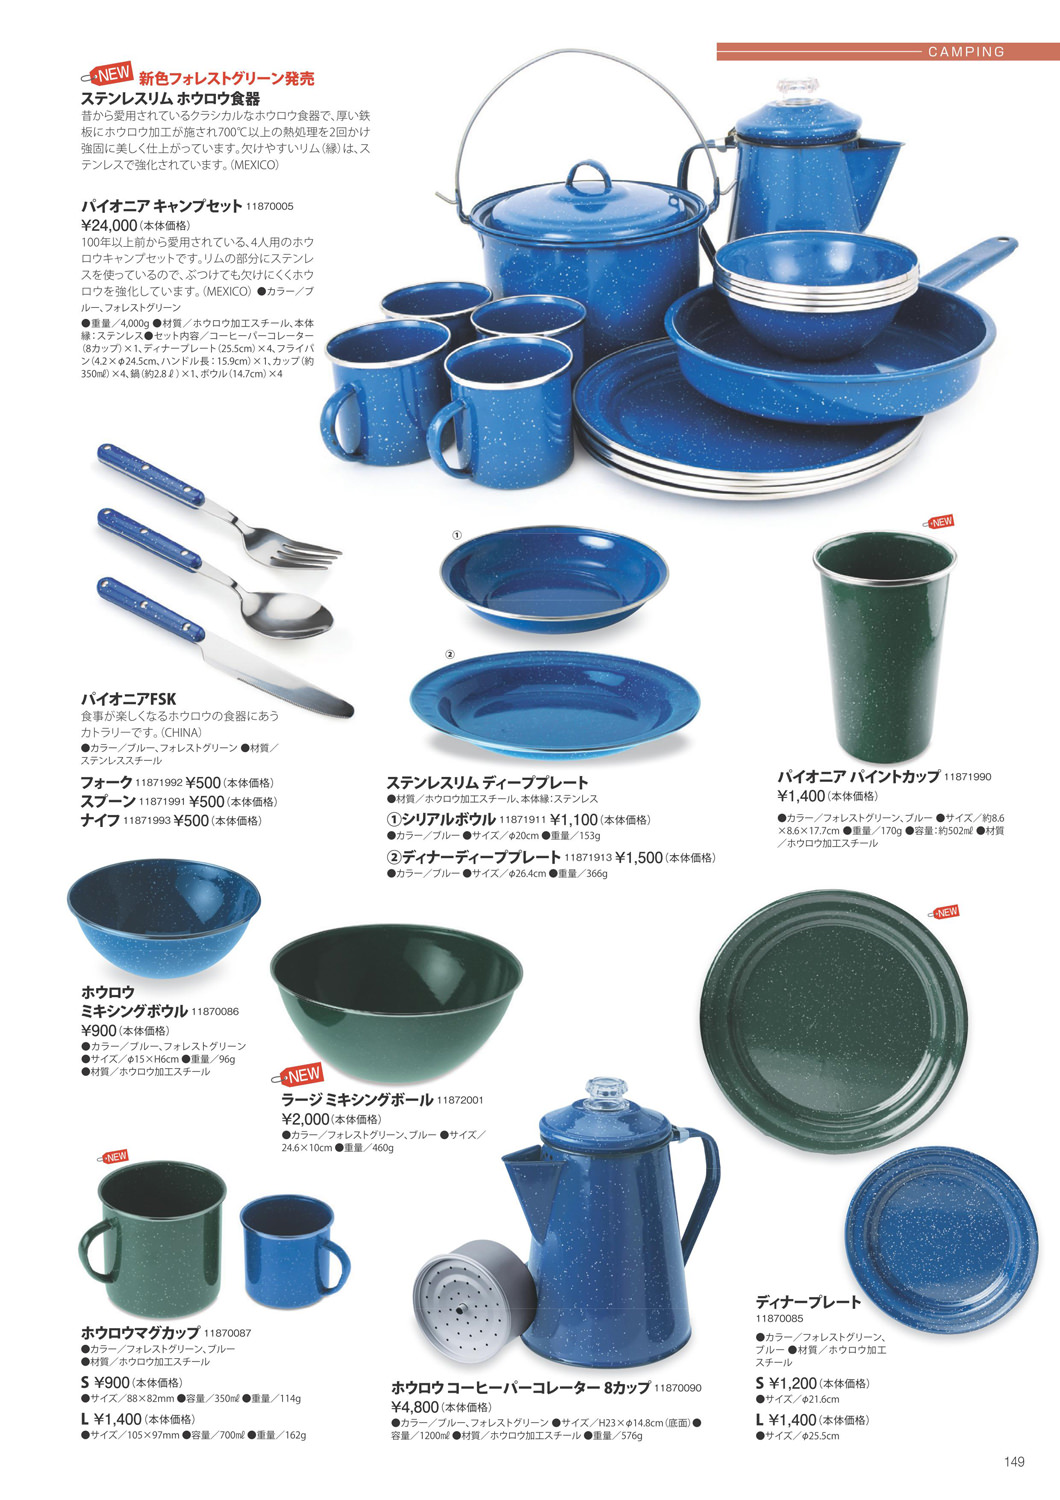 CAMPING
NEW 新色フォレストグリーン発売
ステンレスリム ホウロウ食器
昔から愛用されているクラシカルなホウロウ食器で、厚い鉄
板にホウロウ加工が施され700℃以上の熱処理を2回かけ
強固に美しく仕上がっています。欠けやすいリム（縁）は、ス
テンレスで強化されています。（MEXICO）
パイオニア キャンプセット 11870005
¥24,000（本体価格）
100年以上前から愛用されている、4人用のホウ
ロウキャンプセットです。リムの部分にステンレ
スを使っているので、ぶつけても欠けにくくホウ
ロウを強化しています。（MEXICO）●カラー／ブ
ルー、フォレストグリーン
●重量／4,000g ●材質／ホウロウ加工スチール、本体
縁：ステンレス●セット内容／コーヒーパーコレーター
（8カップ）×1、ディナープレート（25.5cm）×4、フライパ
ン（4.2×φ24.5cm、ハンドル長：15.9cm）×1、カップ（約
350㎖）×4、鍋（約2.8ℓ）×1、ボウル（14.7cm）×4
パイオニアFSK
食事が楽しくなるホウロウの食器にあう
カトラリーです。（CHINA）
●カラー／ブルー、フォレストグリーン ●材質／
ステンレススチール
フォーク 11871992 ¥500（本体価格）
スプーン 11871991 ¥500（本体価格）
ナイフ 11871993 ¥500（本体価格）
①
②
ステンレスリム ディーププレート
●材質／ホウロウ加工スチール、本体縁：ステンレス
①シリアルボウル 11871911 ¥1,100（本体価格）
●カラー／ブルー ●サイズ／φ20cm ●重量／153g
②ディナーディーププレート 11871913 ¥1,500（本体価格）
●カラー／ブルー ●サイズ／φ26.4cm ●重量／366g
NEW
パイオニア パイントカップ 11871990
¥1,400（本体価格）
●カラー／フォレストグリーン、ブルー ●サイズ／約8.6
×8.6×17.7cm ●重量／170g ●容量：約502㎖ ●材質
／ホウロウ加工スチール
ホウロウ
ミキシングボウル 11870086
¥900（本体価格）
●カラー／ブルー、フォレストグリーン
●サイズ／φ15×H6cm ●重量／96g
●材質／ホウロウ加工スチール
NEW
ラージ ミキシングボール 11872001
¥2,000（本体価格）
●カラー／フォレストグリーン、ブルー ●サイズ／
24.6×10cm ●重量／460g
NEW
ホウロウマグカップ 11870087
●カラー／フォレストグリーン、ブルー
●材質／ホウロウ加工スチール
S ¥900（本体価格）
●サイズ／88×82mm ●容量／350㎖ ●重量／114g
L ¥1,400（本体価格）
●サイズ／105×97mm ●容量／700㎖ ●重量／162g
ホウロウ コーヒーパーコレーター 8カップ 11870090
¥4,800（本体価格）
●カラー／ブルー、フォレストグリーン ●サイズ／H23×φ14.8cm（底面）●
容量／1200㎖ ●材質／ホウロウ加工スチール ●重量／576g
NEW
ディナープレート
11870085
●カラー／フォレストグリーン、
ブルー ●材質／ホウロウ加工
スチール
S ¥1,200（本体価格）
●サイズ／φ21.6cm
L ¥1,400（本体価格）
●サイズ／φ25.5cm
149